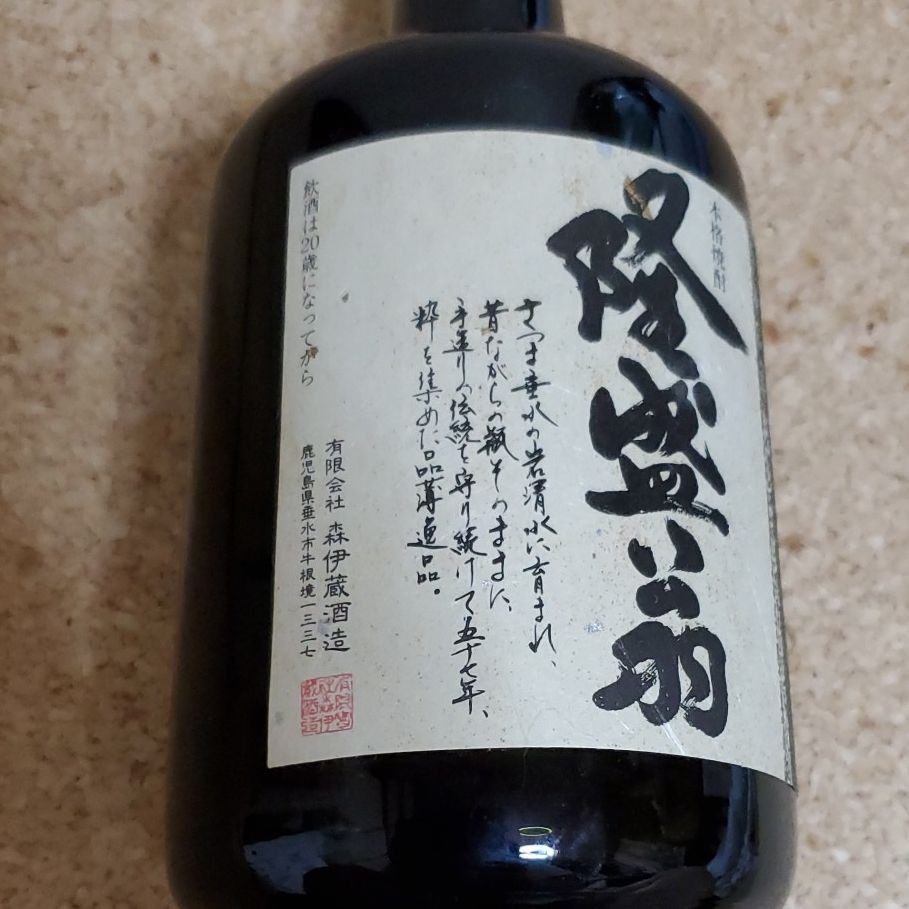 本格焼酎
隆盛翁
さつま垂水の岩清水に育まれ、
昔ながらの瓶そのままに、
手造りの伝統を守り続けて五十七年、
粋を集めた品薄逸品。
有限会社 森伊蔵酒造
鹿児島県垂水市牛根境一三三七
飲酒は20歳になってから